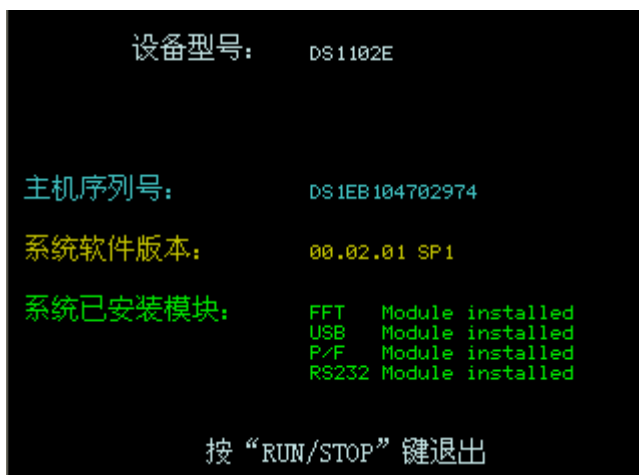 设备型号： DS1102E
主机序列号： DS1EB104702974
系统软件版本： 00.02.01 SP1
系统已安装模块： FFT Module installed
USB Module installed
P/F Module installed
RS232 Module installed
按“RUN/STOP”键退出